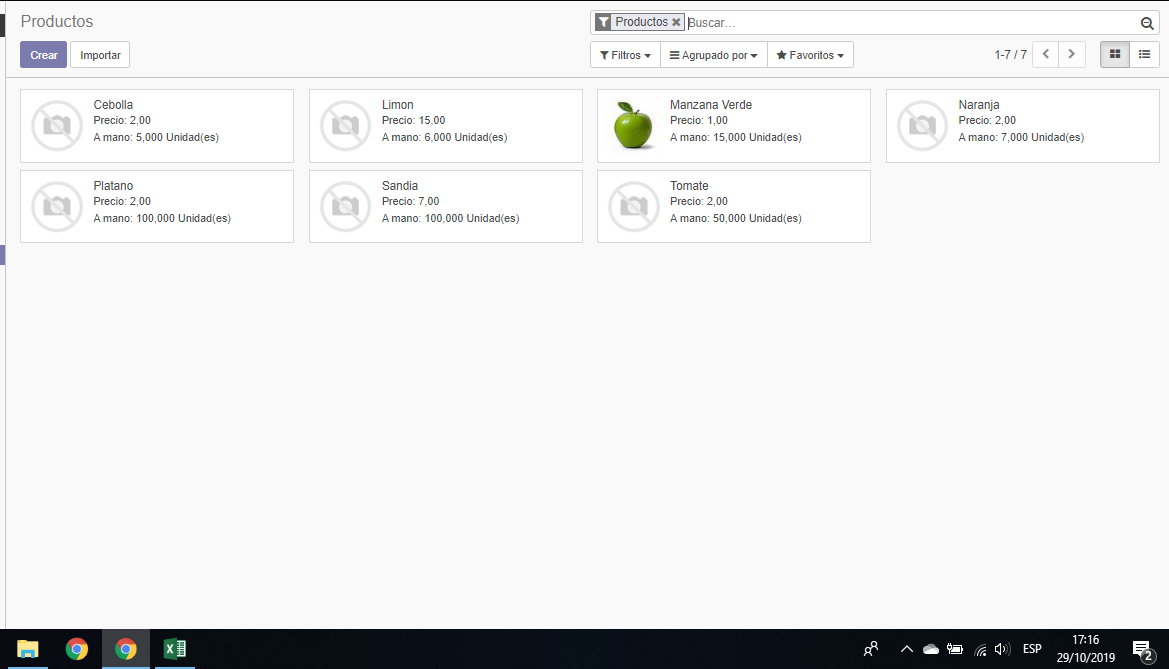 Productos
Productos ✖ Buscar...
Crear Importar
Filtros Agrupado por Favoritos 1-7 / 7
Cebolla
Precio: 2,00
A mano: 5,000 Unidad(es)
Limon
Precio: 15,00
A mano: 6,000 Unidad(es)
Manzana Verde
Precio: 1,00
A mano: 15,000 Unidad(es)
Naranja
Precio: 2,00
A mano: 7,000 Unidad(es)
Platano
Precio: 2,00
A mano: 100,000 Unidad(es)
Sandia
Precio: 7,00
A mano: 100,000 Unidad(es)
Tomate
Precio: 2,00
A mano: 50,000 Unidad(es)
ESP
17:16
29/10/2019
2